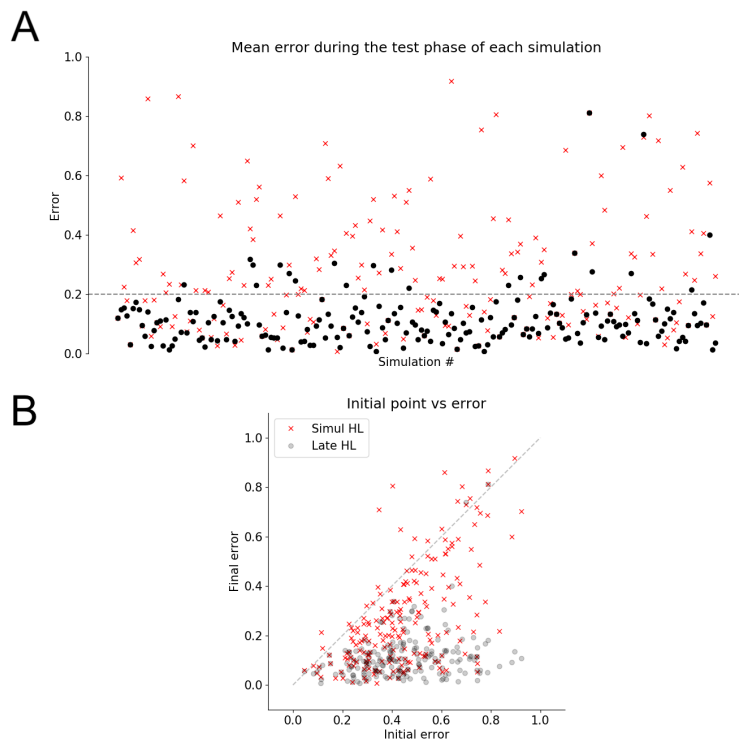 A
Mean error during the test phase of each simulation
1.0
0.8
0.6
0.4
0.2
0.0
Error
Simulation #
B
Initial point vs error
Simul HL
Late HL
1.0
0.8
0.6
0.4
0.2
0.0
Final error
0.0 0.2 0.4 0.6 0.8 1.0
Initial error